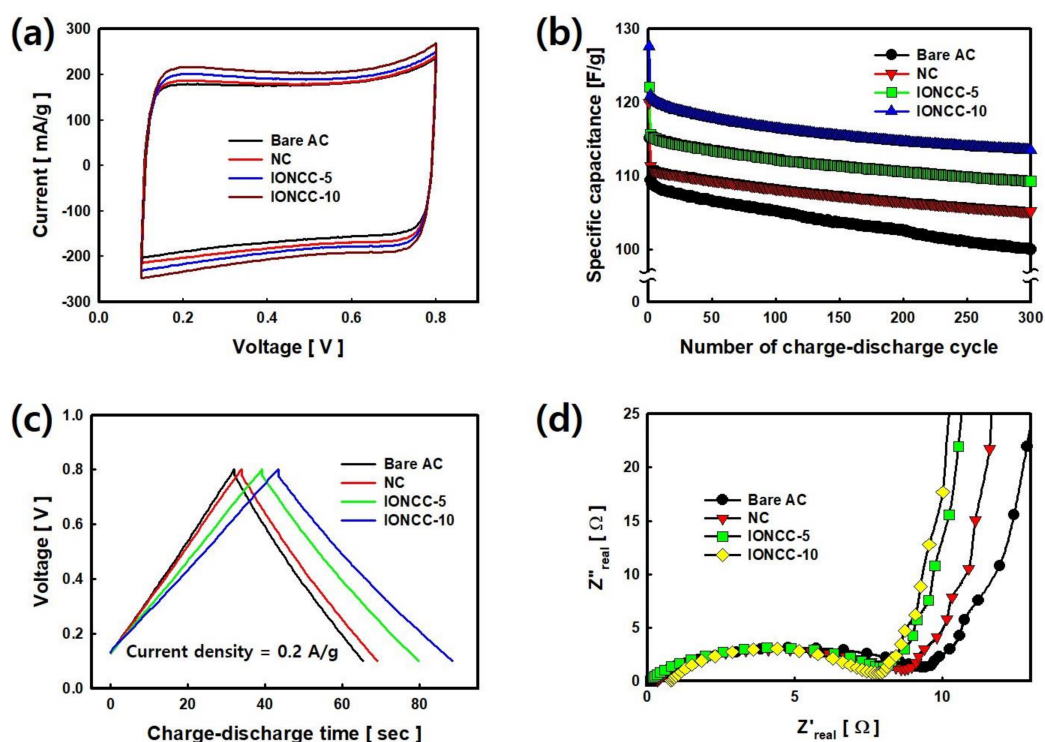 (a)
300
200
100
0
-100
-200
-300
0.0
0.2
0.4
0.6
0.8
Current [ mA/g ]
Voltage [ V ]
Bare AC
NC
IONCC-5
IONCC-10
(b)
130
120
110
100
0
0
50
100
150
200
250
300
Specific capacitance [F/g]
Number of charge-discharge cycle
Bare AC
NC
IONCC-5
IONCC-10
(c)
1.0
0.8
0.6
0.4
0.2
0.0
0
20
40
60
80
Voltage [ V ]
Charge-discharge time [ sec ]
Bare AC
NC
IONCC-5
IONCC-10
Current density = 0.2 A/g
(d)
25
20
15
10
5
0
0
5
10
Z"real [ Ω ]
Z'real [ Ω ]
Bare AC
NC
IONCC-5
IONCC-10